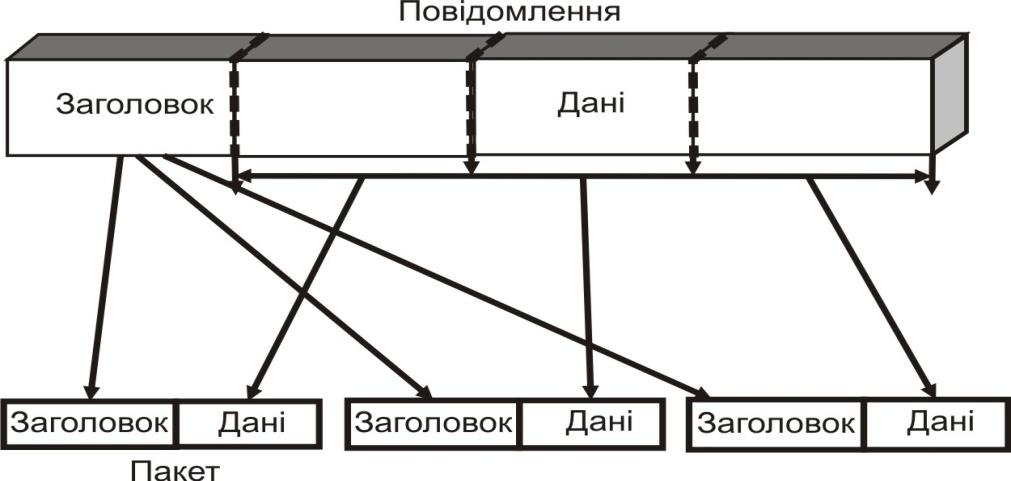 Повідомлення
Заголовок Дані
Заголовок Дані Заголовок Дані Заголовок Дані
Пакет